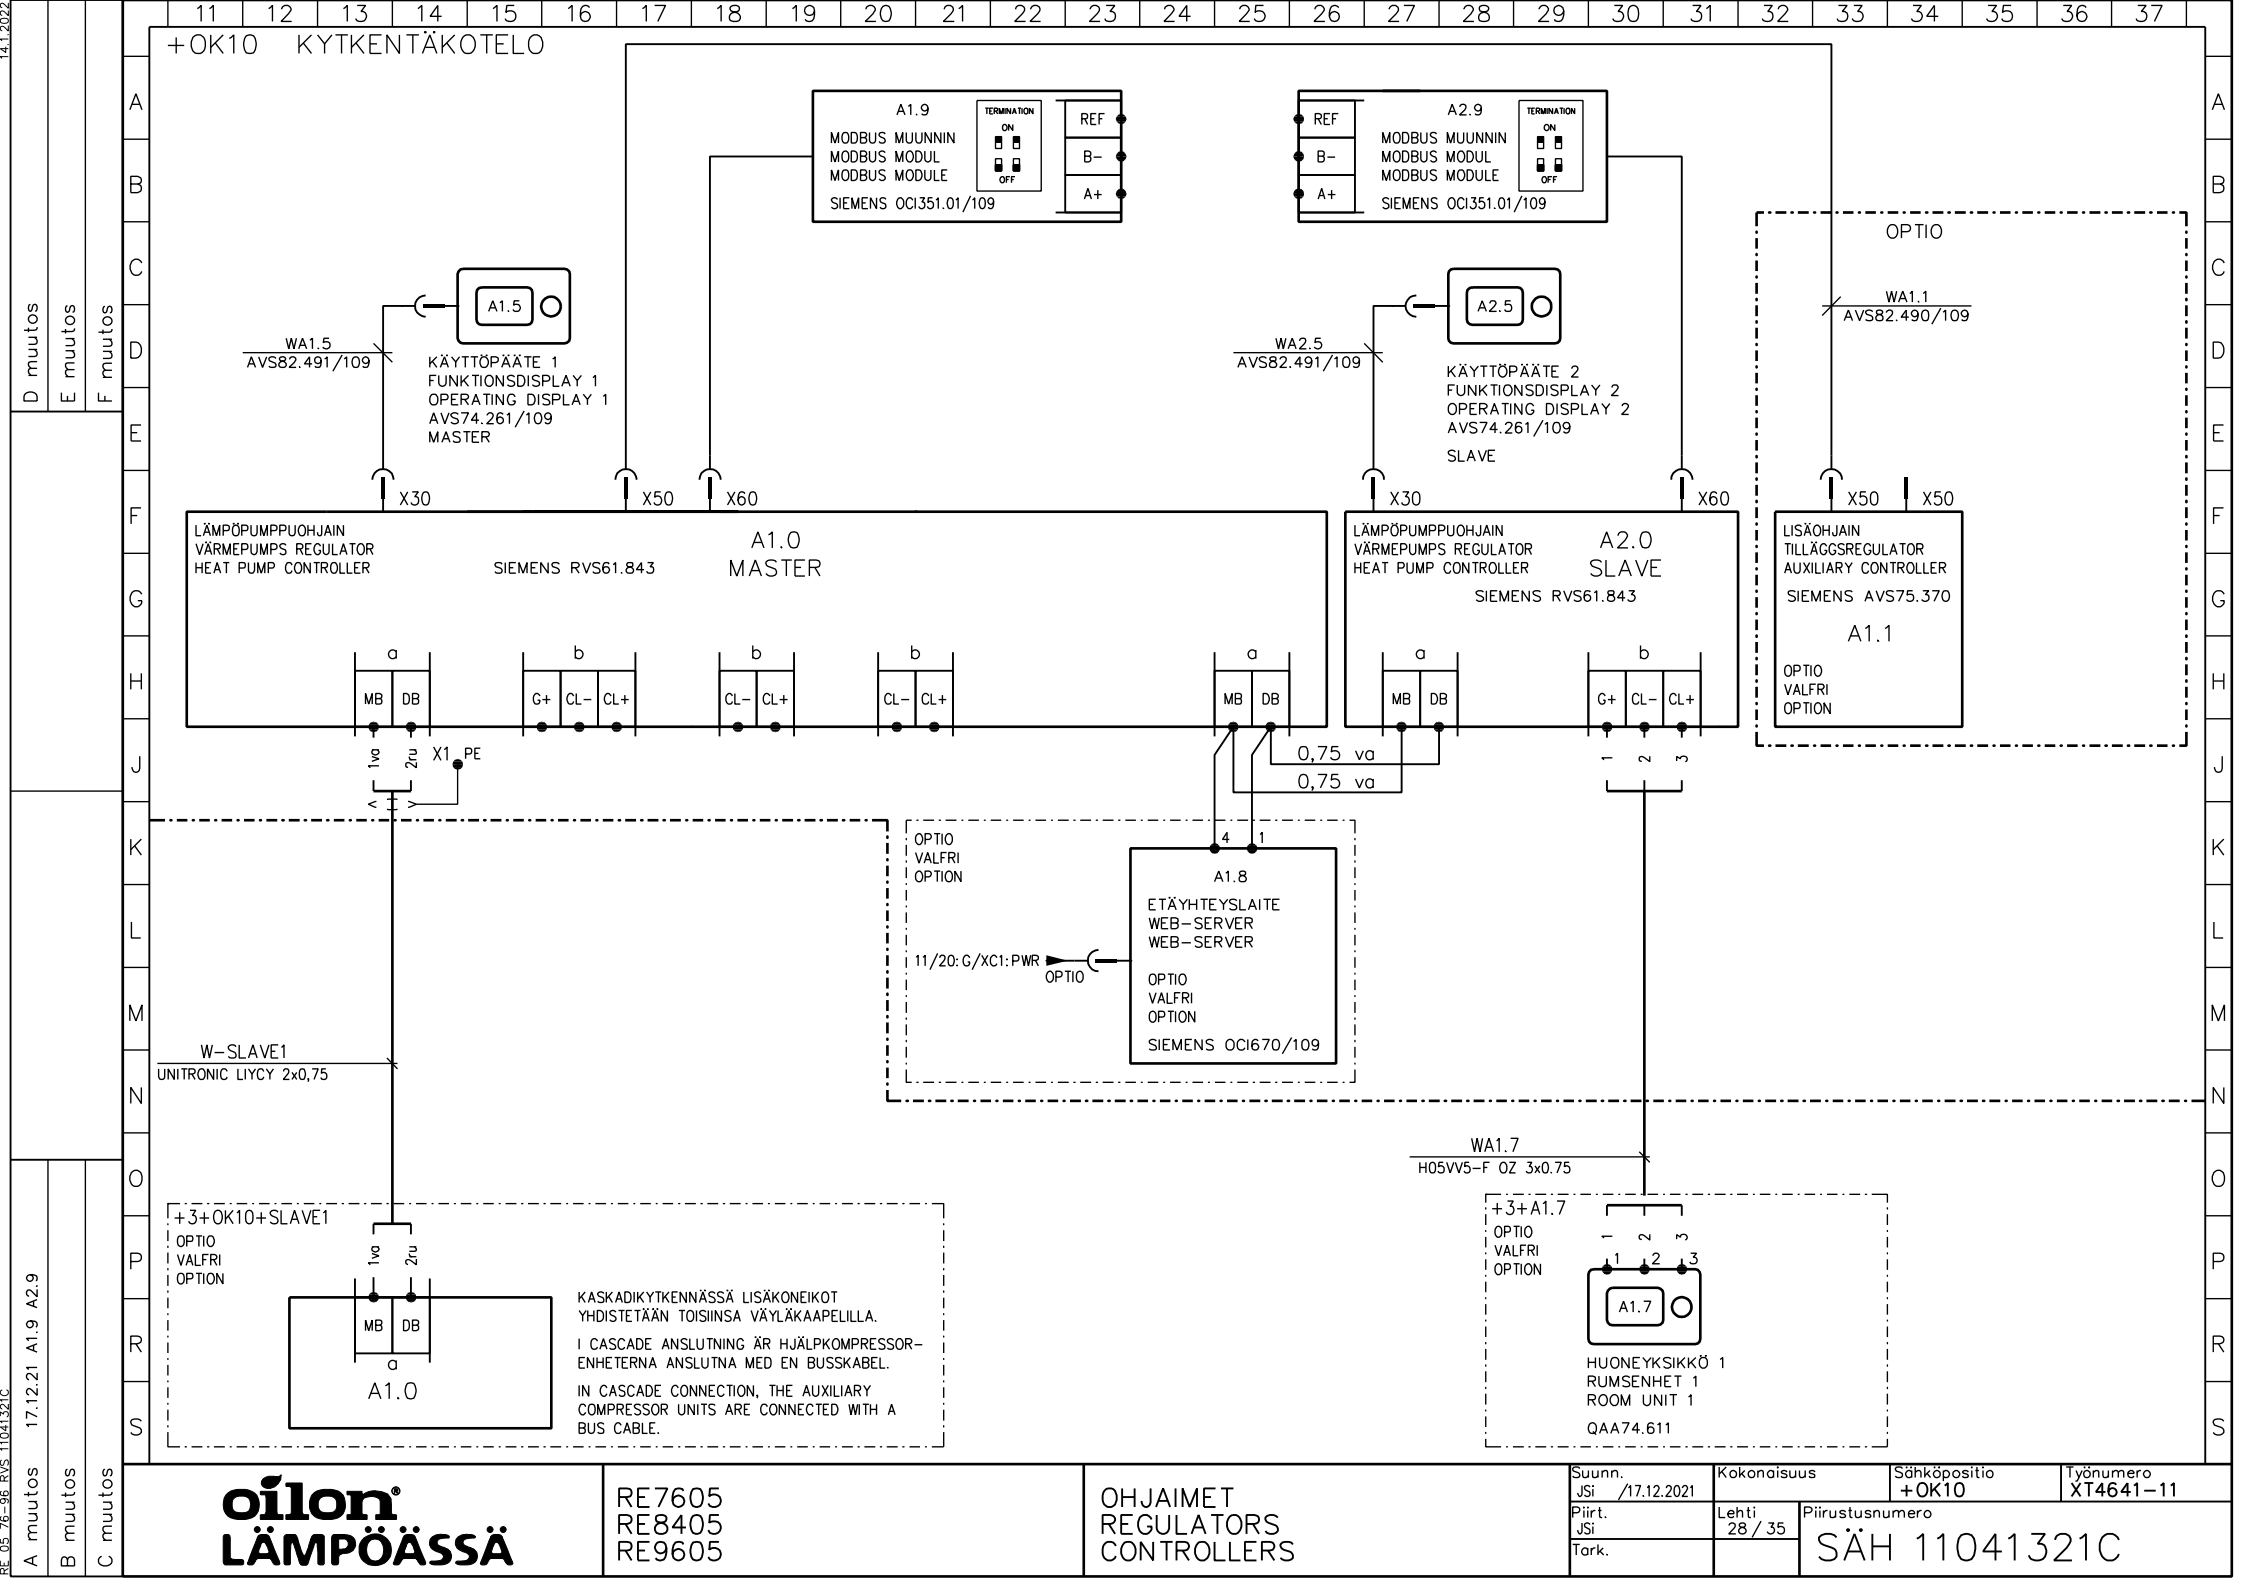 11 12 13 14 15 16 17 18 19 20 21 22 23 24 25 26 27 28 29 30 31 32 33 34 35 36 37
+OK10 KYTKENTÄKOTELO
A
B
C
D
E
F
G
H
J
K
L
M
N
O
P
R
S
A
B
C
D
E
F
G
H
J
K
L
M
N
O
P
R
S
14.1.2022
D muutos
E muutos
F muutos
A muutos 17.12.21 A1.9 A2.9
B muutos
C muutos
RE 05 76-96 RVS 11041321C
A1.9
MODBUS MUUNNIN
MODBUS MODUL
MODBUS MODULE
SIEMENS OCI351.01/109
TERMINATION
ON
OFF
REF
B-
A+
REF
B-
A+
A2.9
MODBUS MUUNNIN
MODBUS MODUL
MODBUS MODULE
SIEMENS OCI351.01/109
TERMINATION
ON
OFF
OPTIO
WA1.1
AVS82.490/109
A1.5
WA1.5
AVS82.491/109
KÄYTTÖPÄÄTE 1
FUNKTIONSDISPLAY 1
OPERATING DISPLAY 1
AVS74.261/109
MASTER
A2.5
WA2.5
AVS82.491/109
KÄYTTÖPÄÄTE 2
FUNKTIONSDISPLAY 2
OPERATING DISPLAY 2
AVS74.261/109
SLAVE
X30 X50 X60
X30 X60
X50 X50
LÄMPÖPUMPPUOHJAIN
VÄRMEPUMPS REGULATOR
HEAT PUMP CONTROLLER
SIEMENS RVS61.843
A1.0
MASTER
a
MB DB
b
G+ CL- CL+
b
CL- CL+
b
CL- CL+
a
MB DB
LÄMPÖPUMPPUOHJAIN
VÄRMEPUMPS REGULATOR
HEAT PUMP CONTROLLER
A2.0
SLAVE
SIEMENS RVS61.843
a
MB DB
b
G+ CL- CL+
LISÄOHJAIN
TILLÄGGSREGULATOR
AUXILIARY CONTROLLER
SIEMENS AVS75.370
A1.1
OPTIO
VALFRI
OPTION
1va 2ru
X1 PE
0,75 va
0,75 va
1 2 3
OPTIO
VALFRI
OPTION
4 1
A1.8
ETÄYHTEYSLAITE
WEB-SERVER
WEB-SERVER
11/20:G/XC1:PWR
OPTIO
OPTIO
VALFRI
OPTION
SIEMENS OCI670/109
W-SLAVE1
UNITRONIC LIYCY 2x0,75
WA1.7
H05VV5-F OZ 3x0.75
+3+OK10+SLAVE1
OPTIO
VALFRI
OPTION
1va 2ru
MB DB
a
A1.0
KASKADIKYTKENNÄSSÄ LISÄKONEIKOT
YHDISTETÄÄN TOISIINSA VÄYLÄKAAPELILLA.
I CASCADE ANSLUTNING ÄR HJÄLPKOMPRESSOR-
ENHETERNA ANSLUTNA MED EN BUSSKABEL.
IN CASCADE CONNECTION, THE AUXILIARY
COMPRESSOR UNITS ARE CONNECTED WITH A
BUS CABLE.
+3+A1.7
OPTIO
VALFRI
OPTION
1 2 3
1 2 3
A1.7
HUONEYKSIKKÖ 1
RUMSENHET 1
ROOM UNIT 1
QAA74.611
oilon®
LÄMPÖÄSSÄ
RE7605
RE8405
RE9605
OHJAIMET
REGULATORS
CONTROLLERS
Suunn.
JSi /17.12.2021
Piirt.
JSi
Tark.
Kokonaisuus
Lehti
28 / 35
Sähköpositio
+OK10
Työnumero
XT4641-11
Piirustusnumero
SÄH 11041321C